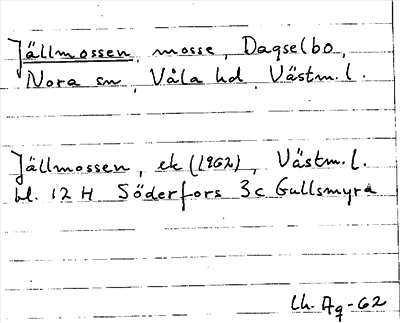 Jällmossen, mosse, Dagselbo,
Nora sn, Våla hd, Västm. l.
Jällmossen, ek (1962), Västm. l.
bl. 12 H Söderfors 3c Gullsmyra
Lh. Ag -62